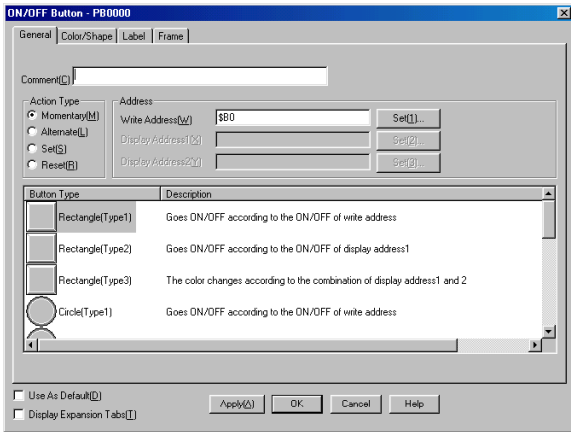 ON/OFF Button - PB0000
General Color/Shape Label Frame
Comment(C)
Action Type
Momentary(M)
Alternate(L)
Set(S)
Reset(R)
Address
Write Address(W) $B0 Set(1)...
Display Address1(X) Set(2)...
Display Address2(Y) Set(3)...
Button Type Description
Rectangle(Type1) Goes ON/OFF according to the ON/OFF of write address
Rectangle(Type2) Goes ON/OFF according to the ON/OFF of display address1
Rectangle(Type3) The color changes according to the combination of display address1 and 2
Circle(Type1) Goes ON/OFF according to the ON/OFF of write address
Use As Default(D)
Display Expansion Tabs(T)
Apply(A) OK Cancel Help